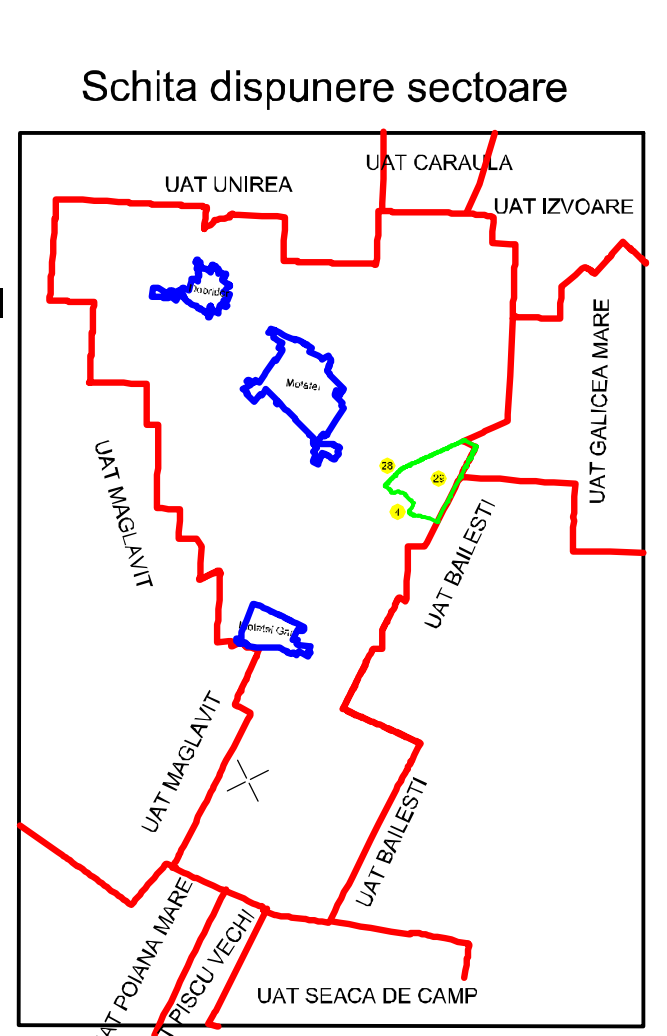 Schita dispunere sectoare
UAT CARAULA
UAT UNIREA
UAT IZVOARE
UAT GALICEA MARE
Motatei
28
29
4
UAT MAGLAVIT
UAT BAILESTI
UAT MAGLAVIT
UAT BAILESTI
POIANA MARE
PISCU VECHI
UAT SEACA DE CAMP